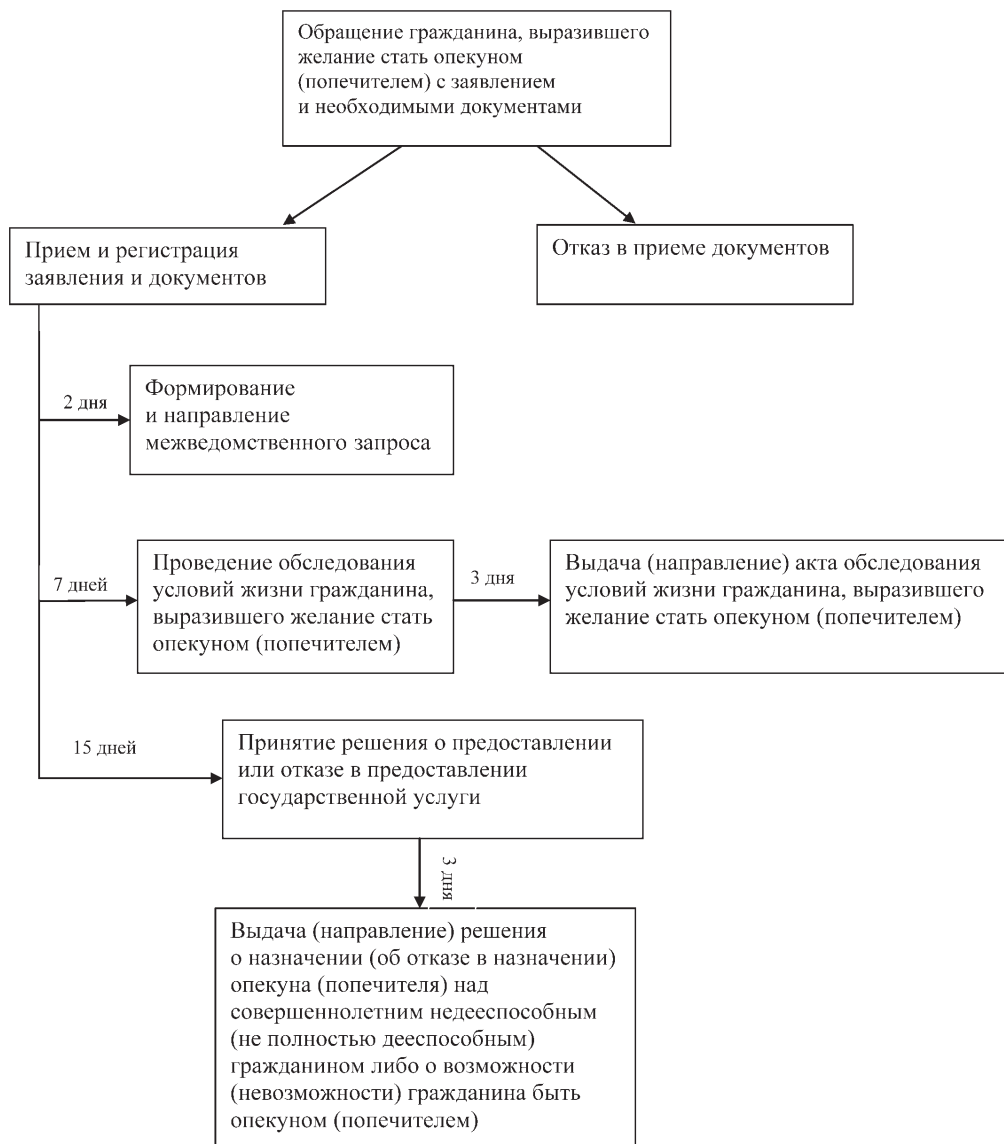 Обращение гражданина, выразившего
желание стать опекуном
(попечителем) с заявлением
и необходимыми документами
Прием и регистрация
заявления и документов
Отказ в приеме документов
2 дня
Формирование
и направление
межведомственного запроса
7 дней
Проведение обследования
условий жизни гражданина,
выразившего желание стать
опекуном (попечителем)
3 дня
Выдача (направление) акта обследования
условий жизни гражданина, выразившего
желание стать опекуном (попечителем)
15 дней
Принятие решения о предоставлении
или отказе в предоставлении
государственной услуги
3 дня
Выдача (направление) решения
о назначении (об отказе в назначении)
опекуна (попечителя) над
совершеннолетним недееспособным
(не полностью дееспособным)
гражданином либо о возможности
(невозможности) гражданина быть
опекуном (попечителем)